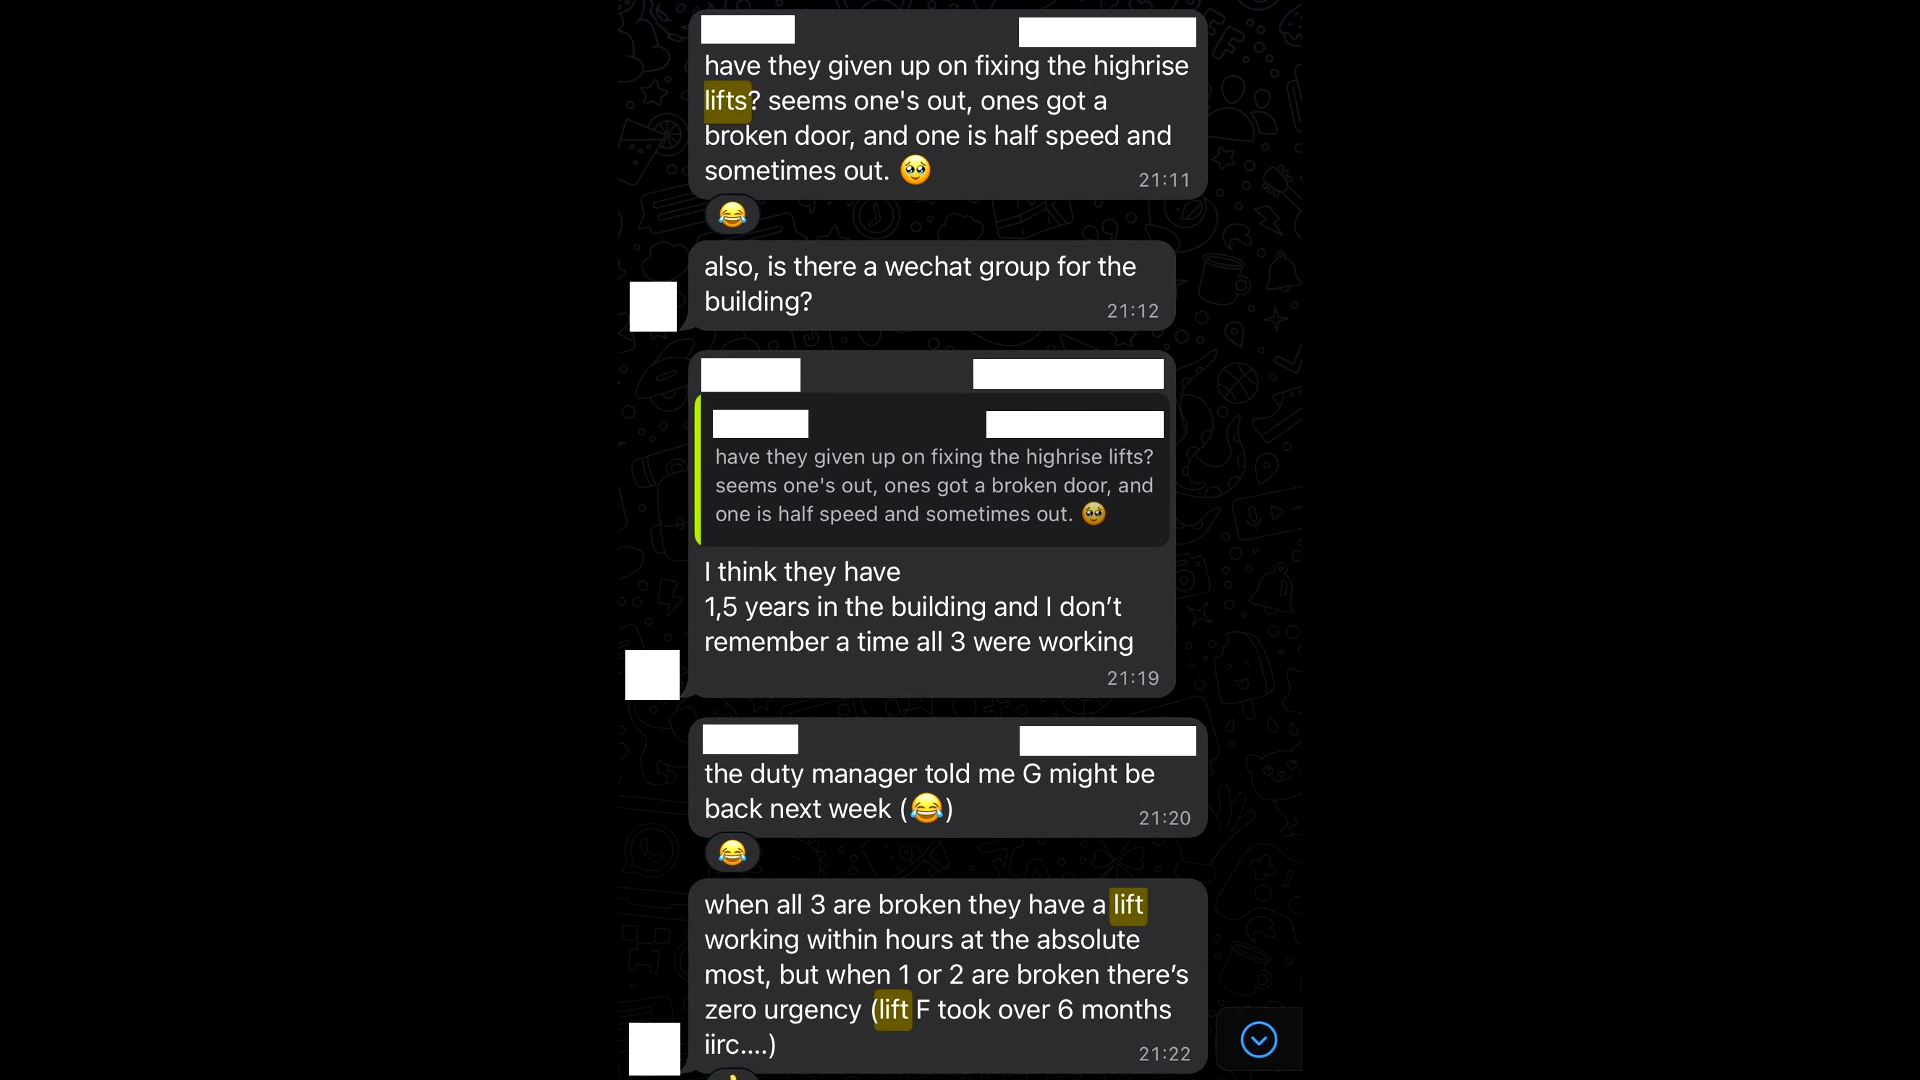 have they given up on fixing the highrise
lifts? seems one's out, ones got a
broken door, and one is half speed and
sometimes out. 🥹
21:11
😂
also, is there a wechat group for the
building?
21:12
have they given up on fixing the highrise lifts?
seems one's out, ones got a broken door, and
one is half speed and sometimes out. 🥹
I think they have
1,5 years in the building and I don’t
remember a time all 3 were working
21:19
the duty manager told me G might be
back next week (😂)
21:20
😂
when all 3 are broken they have a lift
working within hours at the absolute
most, but when 1 or 2 are broken there’s
zero urgency (lift F took over 6 months
iirc....)
21:22